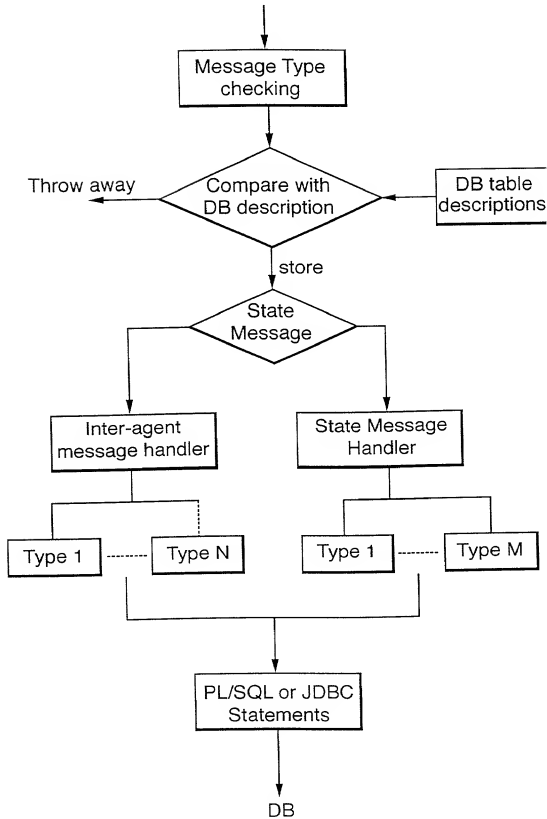 Message Type
checking
Throw away
Compare with
DB description
DB table
descriptions
store
State
Message
Inter-agent
message handler
State Message
Handler
Type 1
Type N
Type 1
Type M
PL/SQL or JDBC
Statements
DB